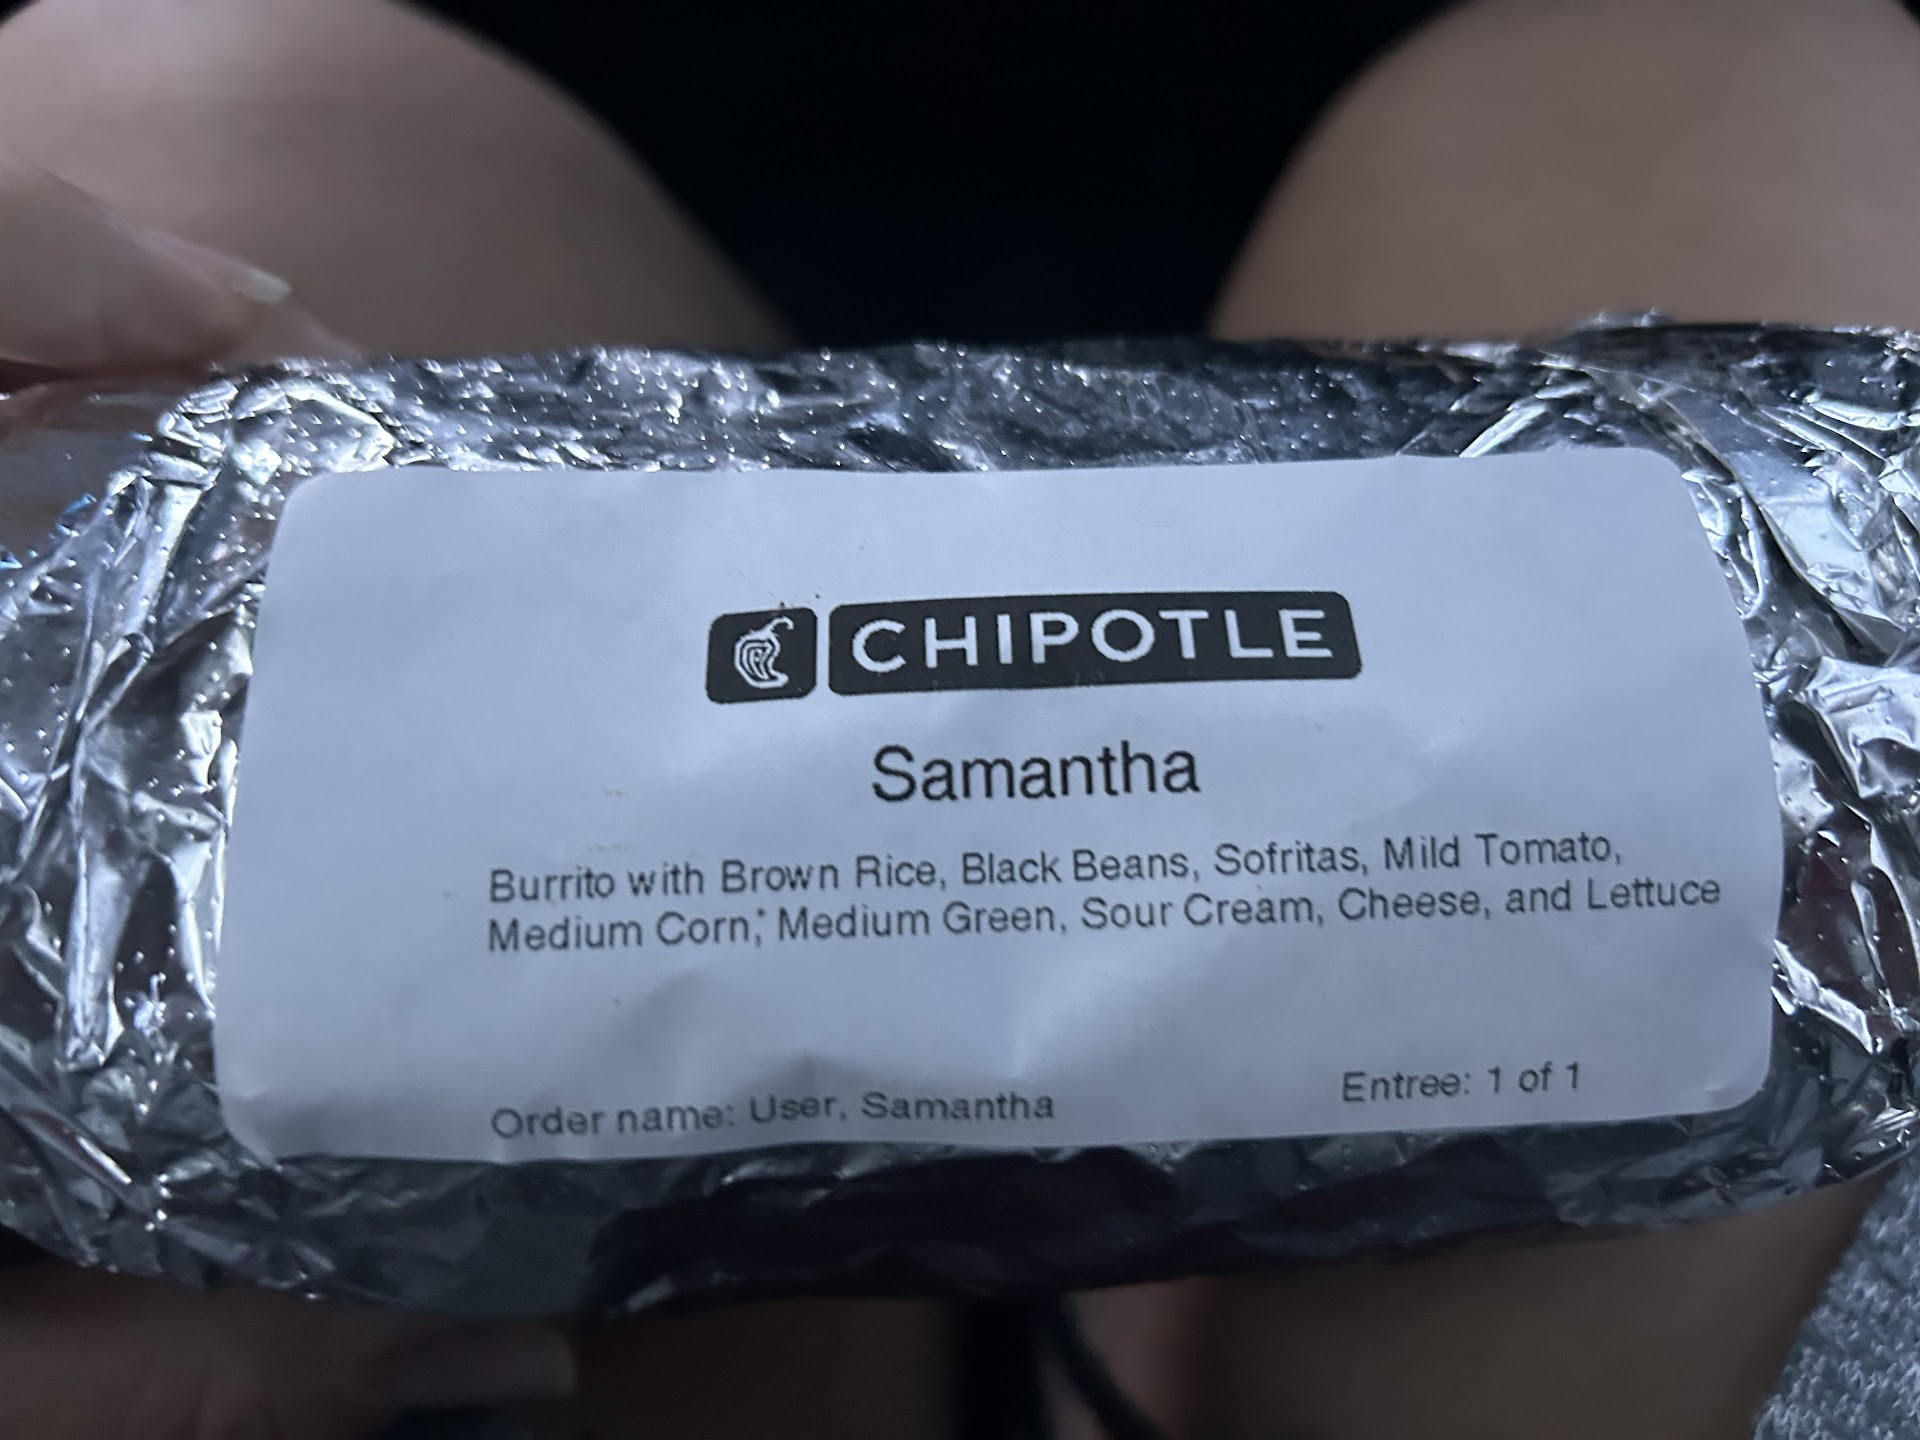 CHIPOTLE
Samantha
Burrito with Brown Rice, Black Beans, Sofritas, Mild Tomato,
Medium Corn, Medium Green, Sour Cream, Cheese, and Lettuce
Order name: User, Samantha
Entree: 1 of 1